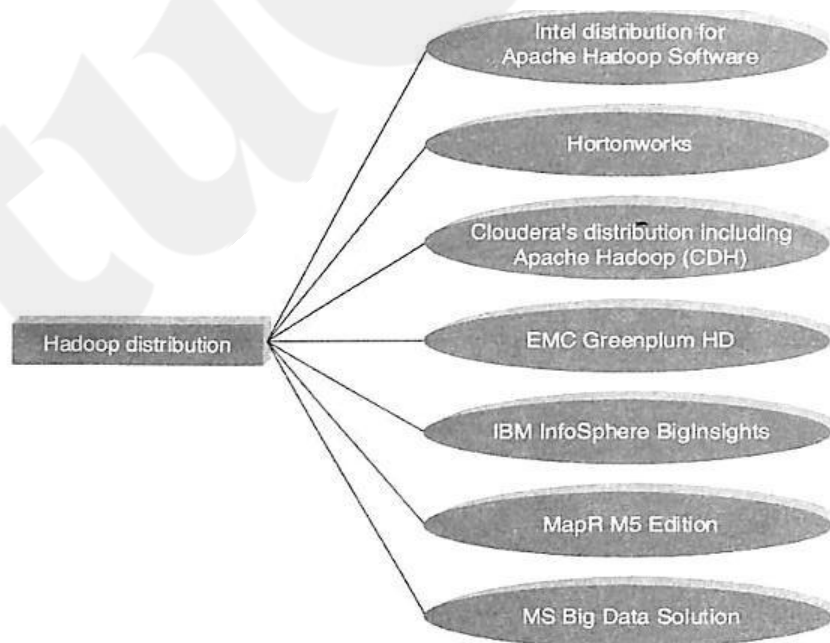 Intel distribution for
Apache Hadoop Software
Hortonworks
Cloudera's distribution including
Apache Hadoop (CDH)
Hadoop distribution
EMC Greenplum HD
IBM InfoSphere BigInsights
MapR M5 Edition
MS Big Data Solution